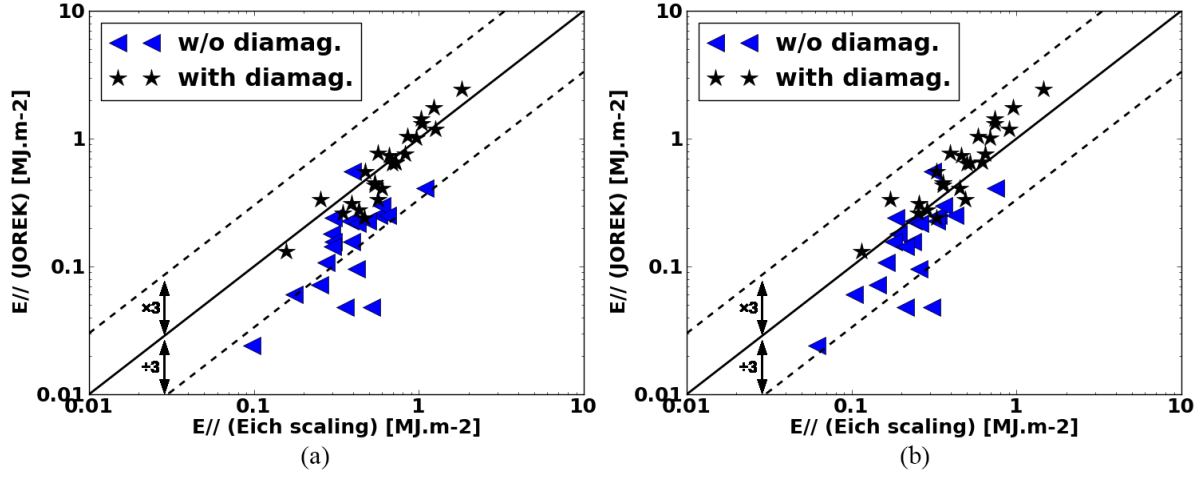 10
w/o diamag.
with diamag.
1
E// (JOREK) [MJ.m-2]
0.1
×3
÷3
0.01
0.01 0.1 1 10
E// (Eich scaling) [MJ.m-2]
(a)
10
w/o diamag.
with diamag.
1
E// (JOREK) [MJ.m-2]
0.1
×3
÷3
0.01
0.01 0.1 1 10
E// (Eich scaling) [MJ.m-2]
(b)